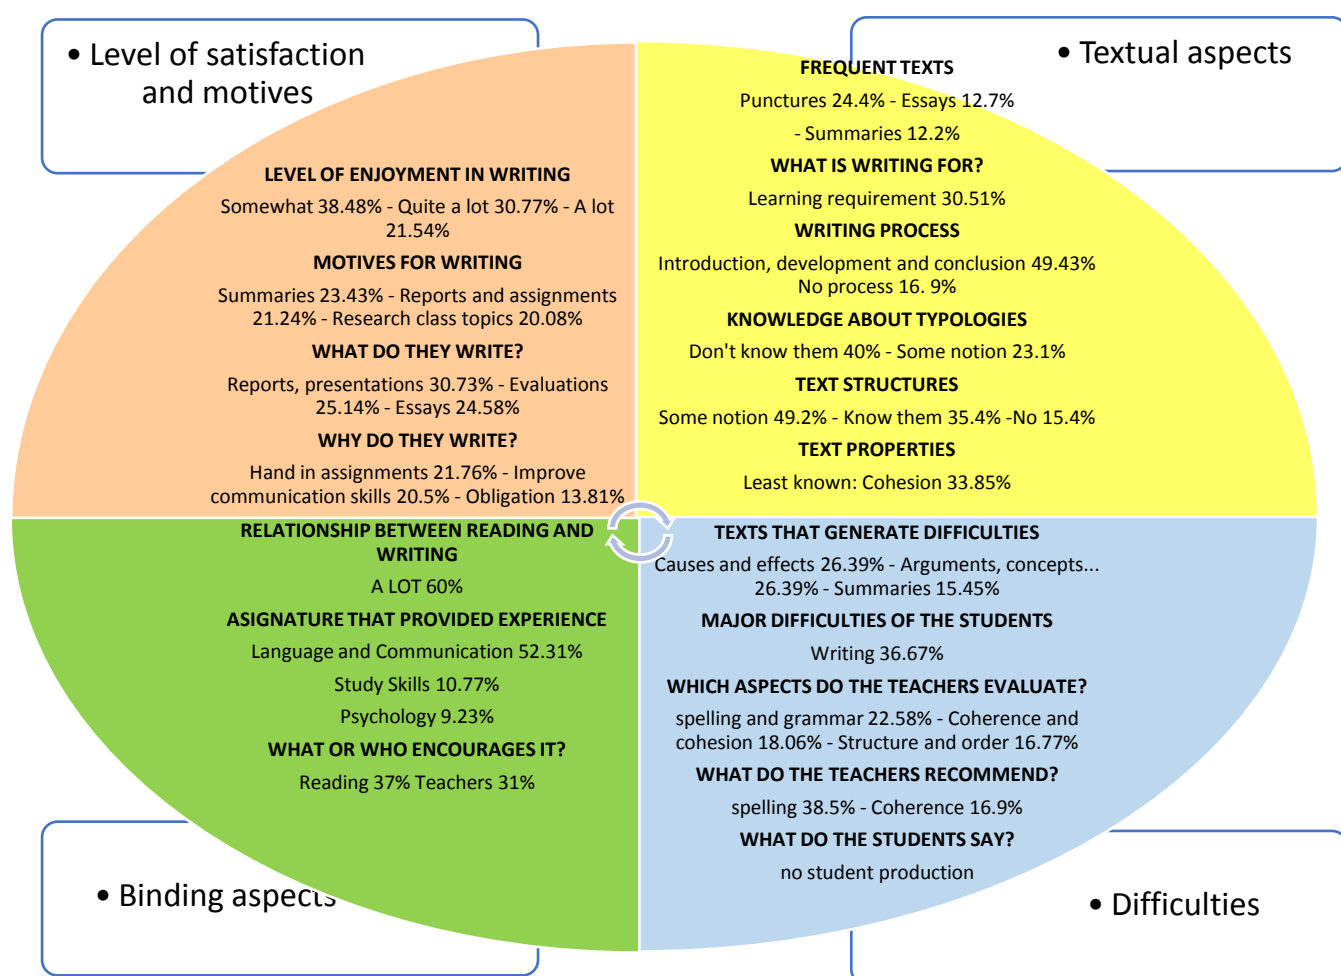 • Level of satisfaction
and motives
LEVEL OF ENJOYMENT IN WRITING
Somewhat 38.48% - Quite a lot 30.77% - A lot
21.54%
MOTIVES FOR WRITING
Summaries 23.43% - Reports and assignments
21.24% - Research class topics 20.08%
WHAT DO THEY WRITE?
Reports, presentations 30.73% - Evaluations
25.14% - Essays 24.58%
WHY DO THEY WRITE?
Hand in assignments 21.76% - Improve
communication skills 20.5% - Obligation 13.81%
• Textual aspects
FREQUENT TEXTS
Punctures 24.4% - Essays 12.7%
- Summaries 12.2%
WHAT IS WRITING FOR?
Learning requirement 30.51%
WRITING PROCESS
Introduction, development and conclusion 49.43%
No process 16. 9%
KNOWLEDGE ABOUT TYPOLOGIES
Don't know them 40% - Some notion 23.1%
TEXT STRUCTURES
Some notion 49.2% - Know them 35.4% -No 15.4%
TEXT PROPERTIES
Least known: Cohesion 33.85%
RELATIONSHIP BETWEEN READING AND
WRITING
A LOT 60%
ASIGNATURE THAT PROVIDED EXPERIENCE
Language and Communication 52.31%
Study Skills 10.77%
Psychology 9.23%
WHAT OR WHO ENCOURAGES IT?
Reading 37% Teachers 31%
• Binding aspects
TEXTS THAT GENERATE DIFFICULTIES
Causes and effects 26.39% - Arguments, concepts...
26.39% - Summaries 15.45%
MAJOR DIFFICULTIES OF THE STUDENTS
Writing 36.67%
WHICH ASPECTS DO THE TEACHERS EVALUATE?
spelling and grammar 22.58% - Coherence and
cohesion 18.06% - Structure and order 16.77%
WHAT DO THE TEACHERS RECOMMEND?
spelling 38.5% - Coherence 16.9%
WHAT DO THE STUDENTS SAY?
no student production
• Difficulties